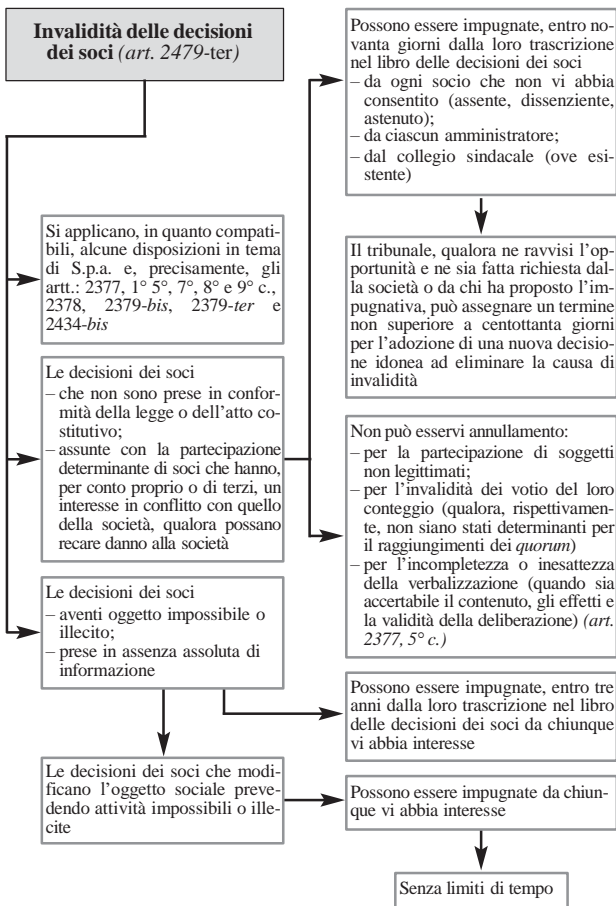 Invalidità delle decisioni
dei soci (art. 2479-ter)
Si applicano, in quanto compati-
bili, alcune disposizioni in tema
di S.p.a. e, precisamente, gli
artt.: 2377, 1° 5°, 7°, 8° e 9° c.,
2378, 2379-bis, 2379-ter e
2434-bis
Le decisioni dei soci
– che non sono prese in confor-
mità della legge o dell’atto co-
stitutivo;
– assunte con la partecipazione
determinante di soci che hanno,
per conto proprio o di terzi, un
interesse in conflitto con quello
della società, qualora possano
recare danno alla società
Possono essere impugnate, entro no-
vanta giorni dalla loro trascrizione
nel libro delle decisioni dei soci
– da ogni socio che non vi abbia
consentito (assente, dissenziente,
astenuto);
– da ciascun amministratore;
– dal collegio sindacale (ove esi-
stente)
Il tribunale, qualora ne ravvisi l’op-
portunità e ne sia fatta richiesta dal-
la società o da chi ha proposto l’im-
pugnativa, può assegnare un termine
non superiore a centottanta giorni
per l’adozione di una nuova decisio-
ne idonea ad eliminare la causa di
invalidità
Non può esservi annullamento:
– per la partecipazione di soggetti
non legittimati;
– per l’invalidità dei votio del loro
conteggio (qualora, rispettivamen-
te, non siano stati determinanti per
il raggiungimenti dei quorum)
– per l’incompletezza o inesattezza
della verbalizzazione (quando sia
accertabile il contenuto, gli effetti e
la validità della deliberazione) (art.
2377, 5° c.)
Le decisioni dei soci
– aventi oggetto impossibile o
illecito;
– prese in assenza assoluta di
informazione
Possono essere impugnate, entro tre
anni dalla loro trascrizione nel libro
delle decisioni dei soci da chiunque
vi abbia interesse
Le decisioni dei soci che modi-
ficano l’oggetto sociale preve-
dendo attività impossibili o ille-
cite
Possono essere impugnate da chiun-
que vi abbia interesse
Senza limiti di tempo